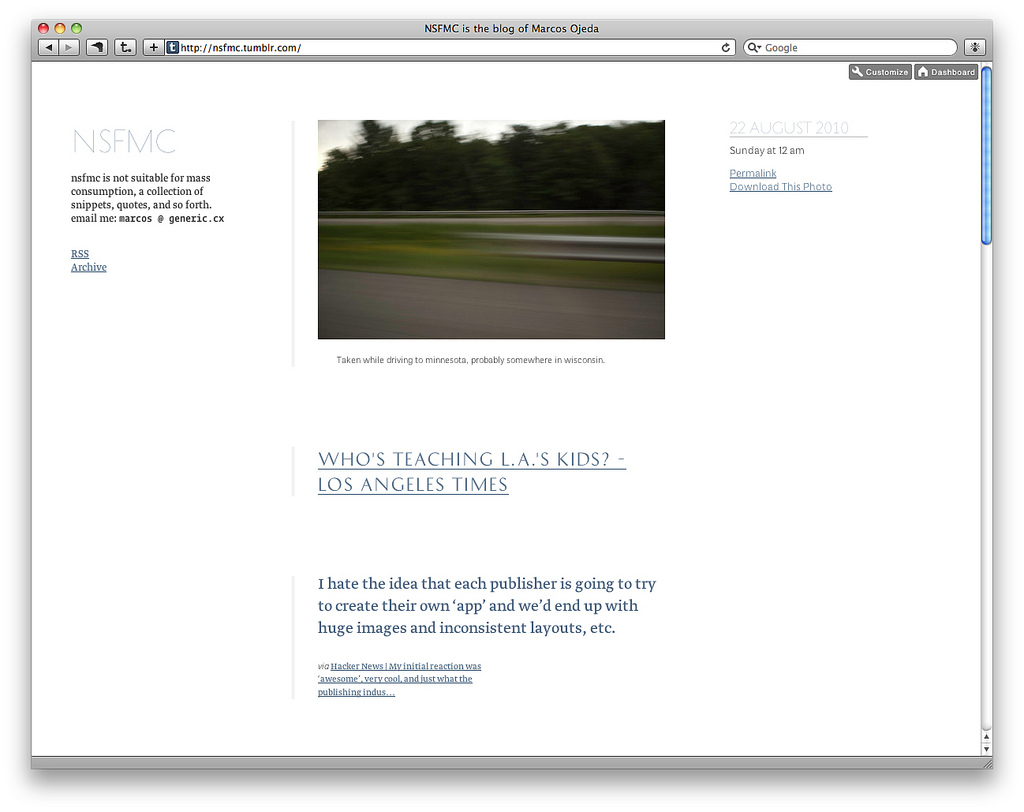 NSFMC is the blog of Marcos Ojeda
t.
+
t http://nsfmc.tumblr.com/
Google
Customize
Dashboard
NSFMC
nsfmc is not suitable for mass
consumption, a collection of
snippets, quotes, and so forth.
email me: marcos @ generic.cx
RSS
Archive
Taken while driving to minnesota, probably somewhere in wisconsin.
22 AUGUST 2010
Sunday at 12 am
Permalink
Download This Photo
WHO'S TEACHING L.A.'S KIDS? -
LOS ANGELES TIMES
I hate the idea that each publisher is going to try
to create their own ‘app’ and we’d end up with
huge images and inconsistent layouts, etc.
via Hacker News | My initial reaction was
‘awesome’, very cool, and just what the
publishing indus…